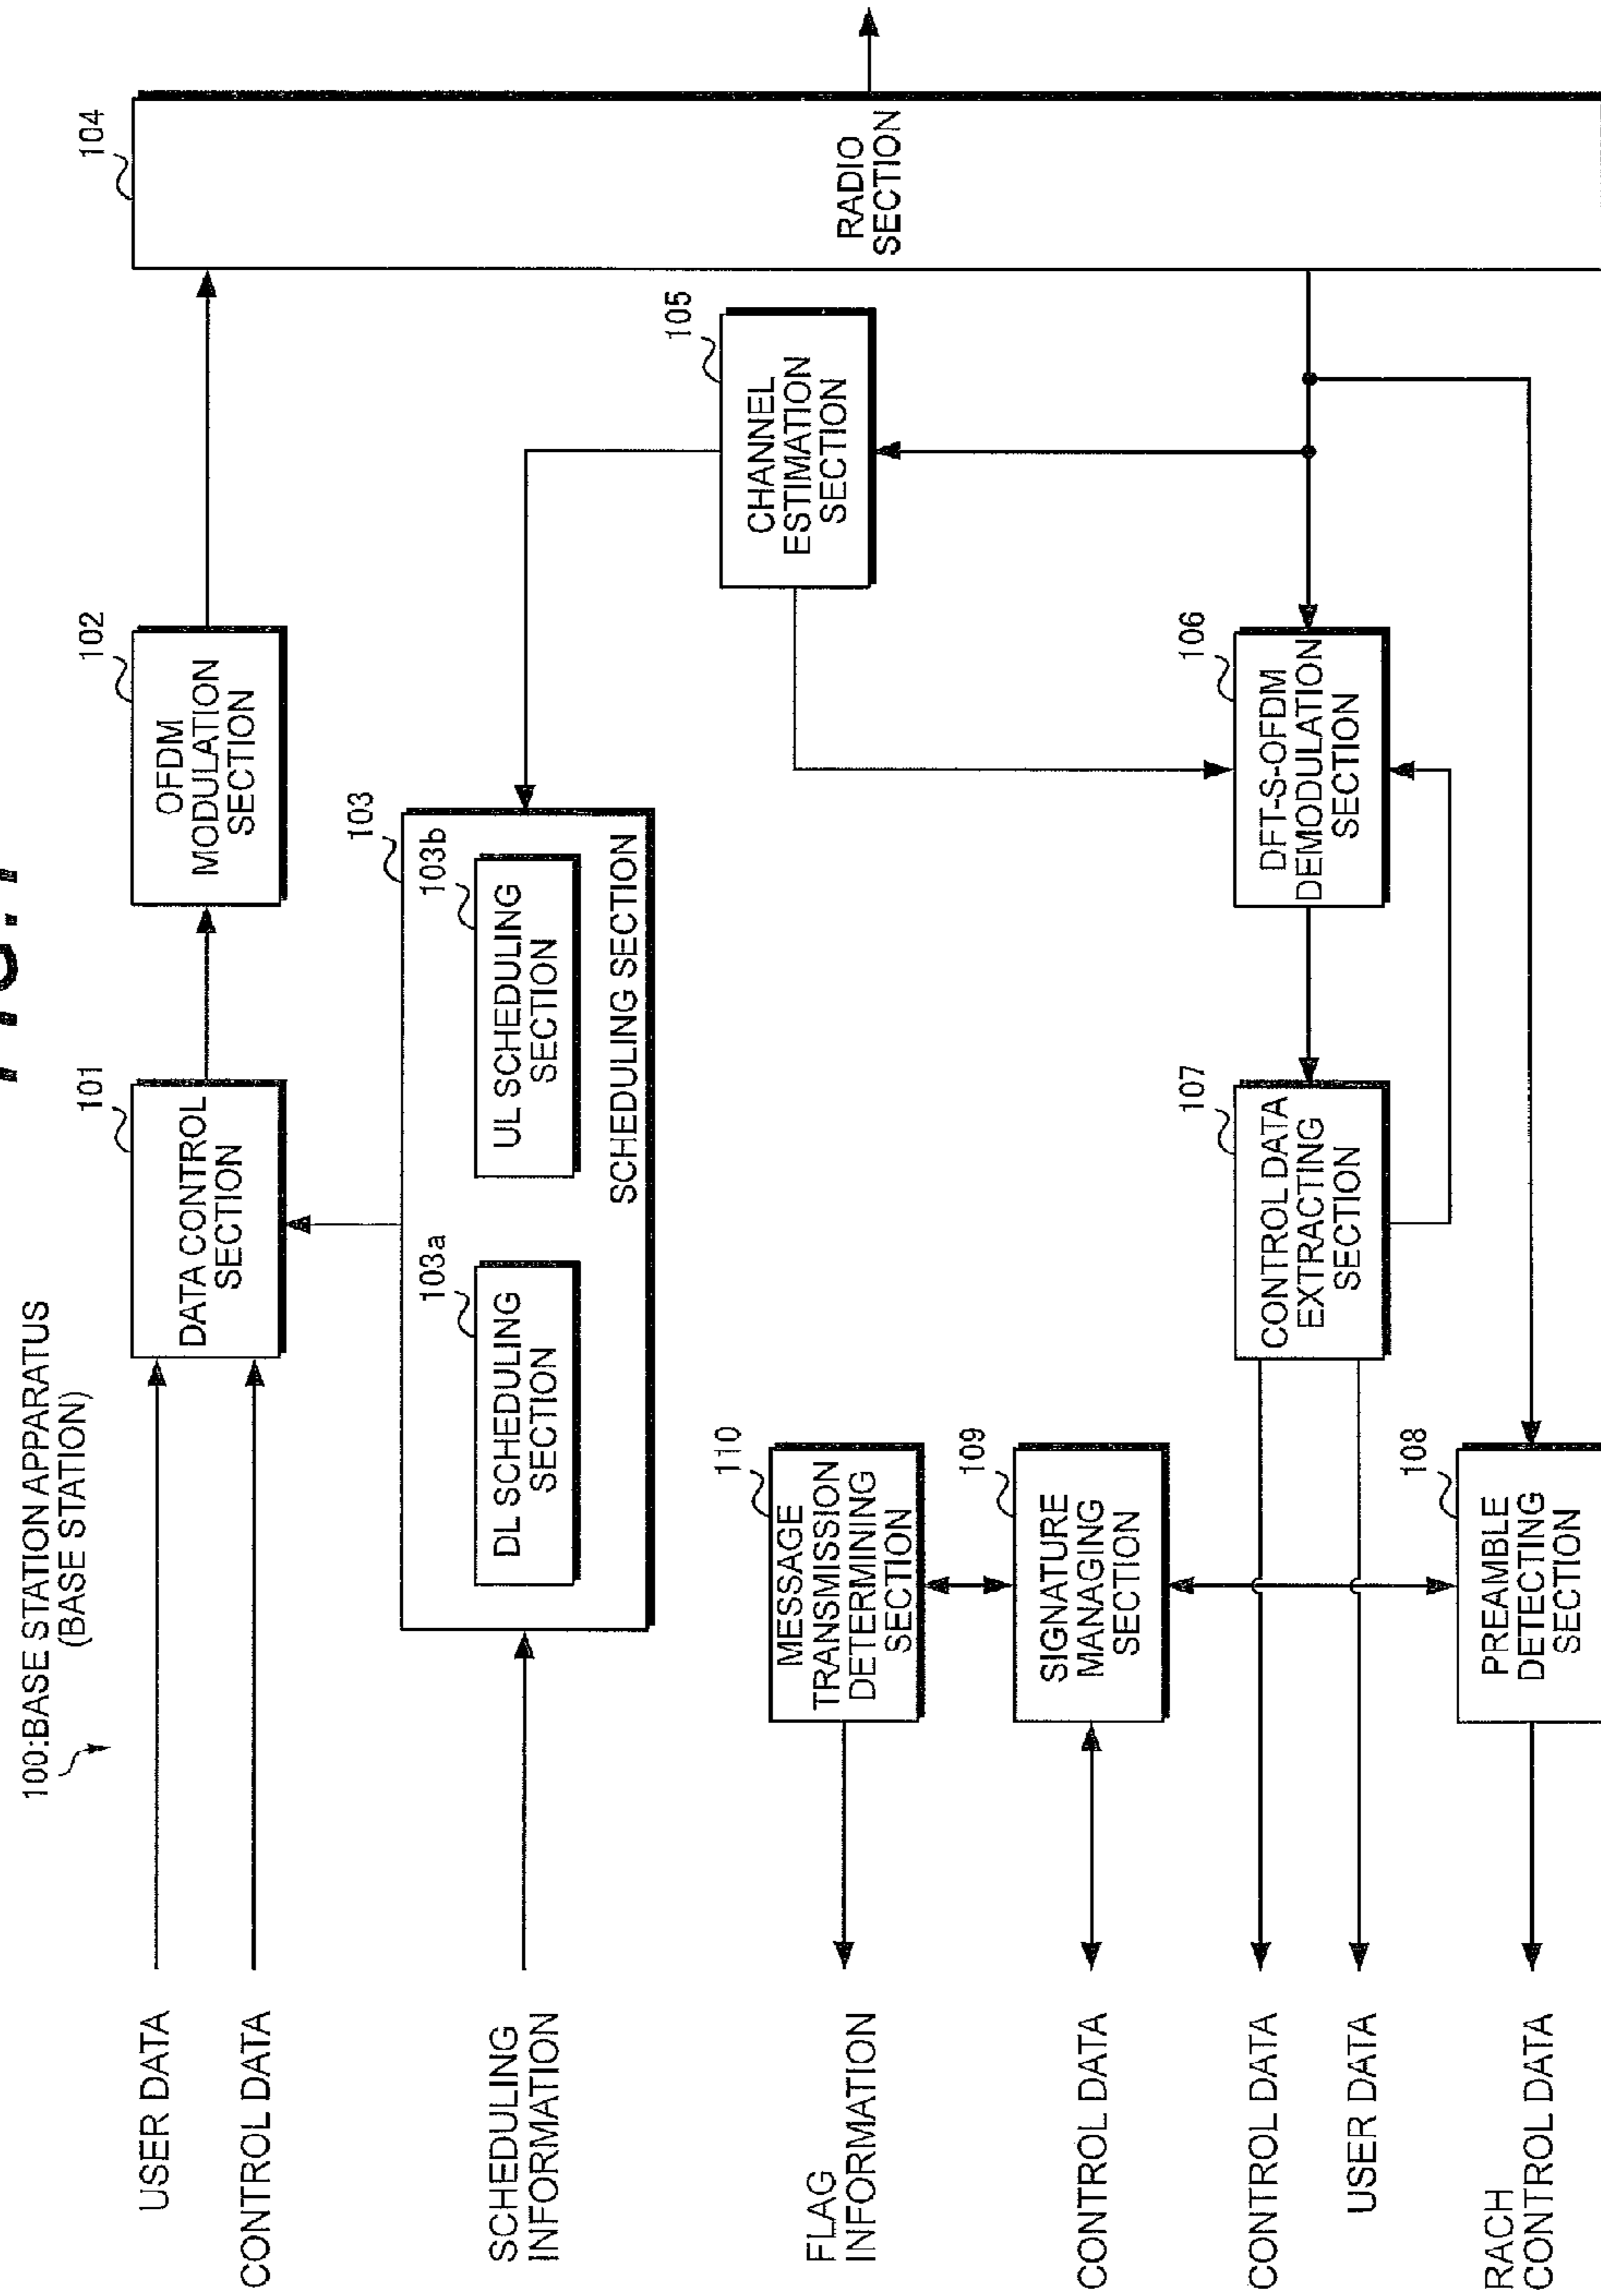 100:BASE STATION APPARATUS
(BASE STATION)
USER DATA
CONTROL DATA
101
DATA CONTROL
SECTION
102
OFDM
MODULATION
SECTION
104
RADIO
SECTION
SCHEDULING
INFORMATION
103
103a
DL SCHEDULING
SECTION
103b
UL SCHEDULING
SECTION
SCHEDULING SECTION
105
CHANNEL
ESTIMATION
SECTION
FLAG
INFORMATION
110
MESSAGE
TRANSMISSION
DETERMINING
SECTION
CONTROL DATA
109
SIGNATURE
MANAGING
SECTION
CONTROL DATA
USER DATA
107
CONTROL DATA
EXTRACTING
SECTION
106
DFT-S-OFDM
DEMODULATION
SECTION
RACH
CONTROL DATA
108
PREAMBLE
DETECTING
SECTION